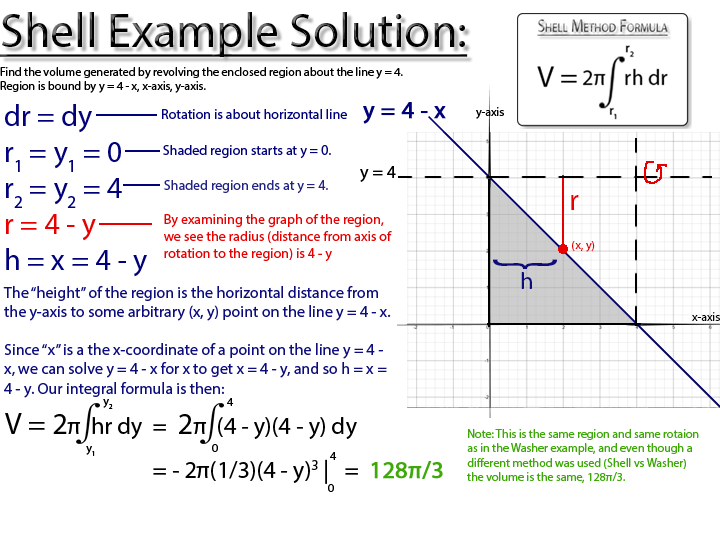 Shell Example Solution:
SHELL METHOD FORMULA
V = 2π∫ r₁ r₂ rh dr
Find the volume generated by revolving the enclosed region about the line y = 4.
Region is bound by y = 4 - x, x-axis, y-axis.
dr = dy
Rotation is about horizontal line
y = 4 - x
y-axis
r₁ = y₁ = 0
Shaded region starts at y = 0.
r₂ = y₂ = 4
Shaded region ends at y = 4.
y = 4
r = 4 - y
By examining the graph of the region,
we see the radius (distance from axis of
rotation to the region) is 4 - y
r
(x, y)
h
x-axis
h = x = 4 - y
The "height" of the region is the horizontal distance from
the y-axis to some arbitrary (x, y) point on the line y = 4 - x.
Since "x" is a the x-coordinate of a point on the line y = 4 -
x, we can solve y = 4 - x for x to get x = 4 - y, and so h = x =
4 - y. Our integral formula is then:
V = 2π∫ y₁ y₂ hr dy = 2π∫ 0 4 (4 - y)(4 - y) dy
= - 2π(1/3)(4 - y)³ | 0 4 = 128π/3
Note: This is the same region and same rotaion
as in the Washer example, and even though a
different method was used (Shell vs Washer)
the volume is the same, 128π/3.